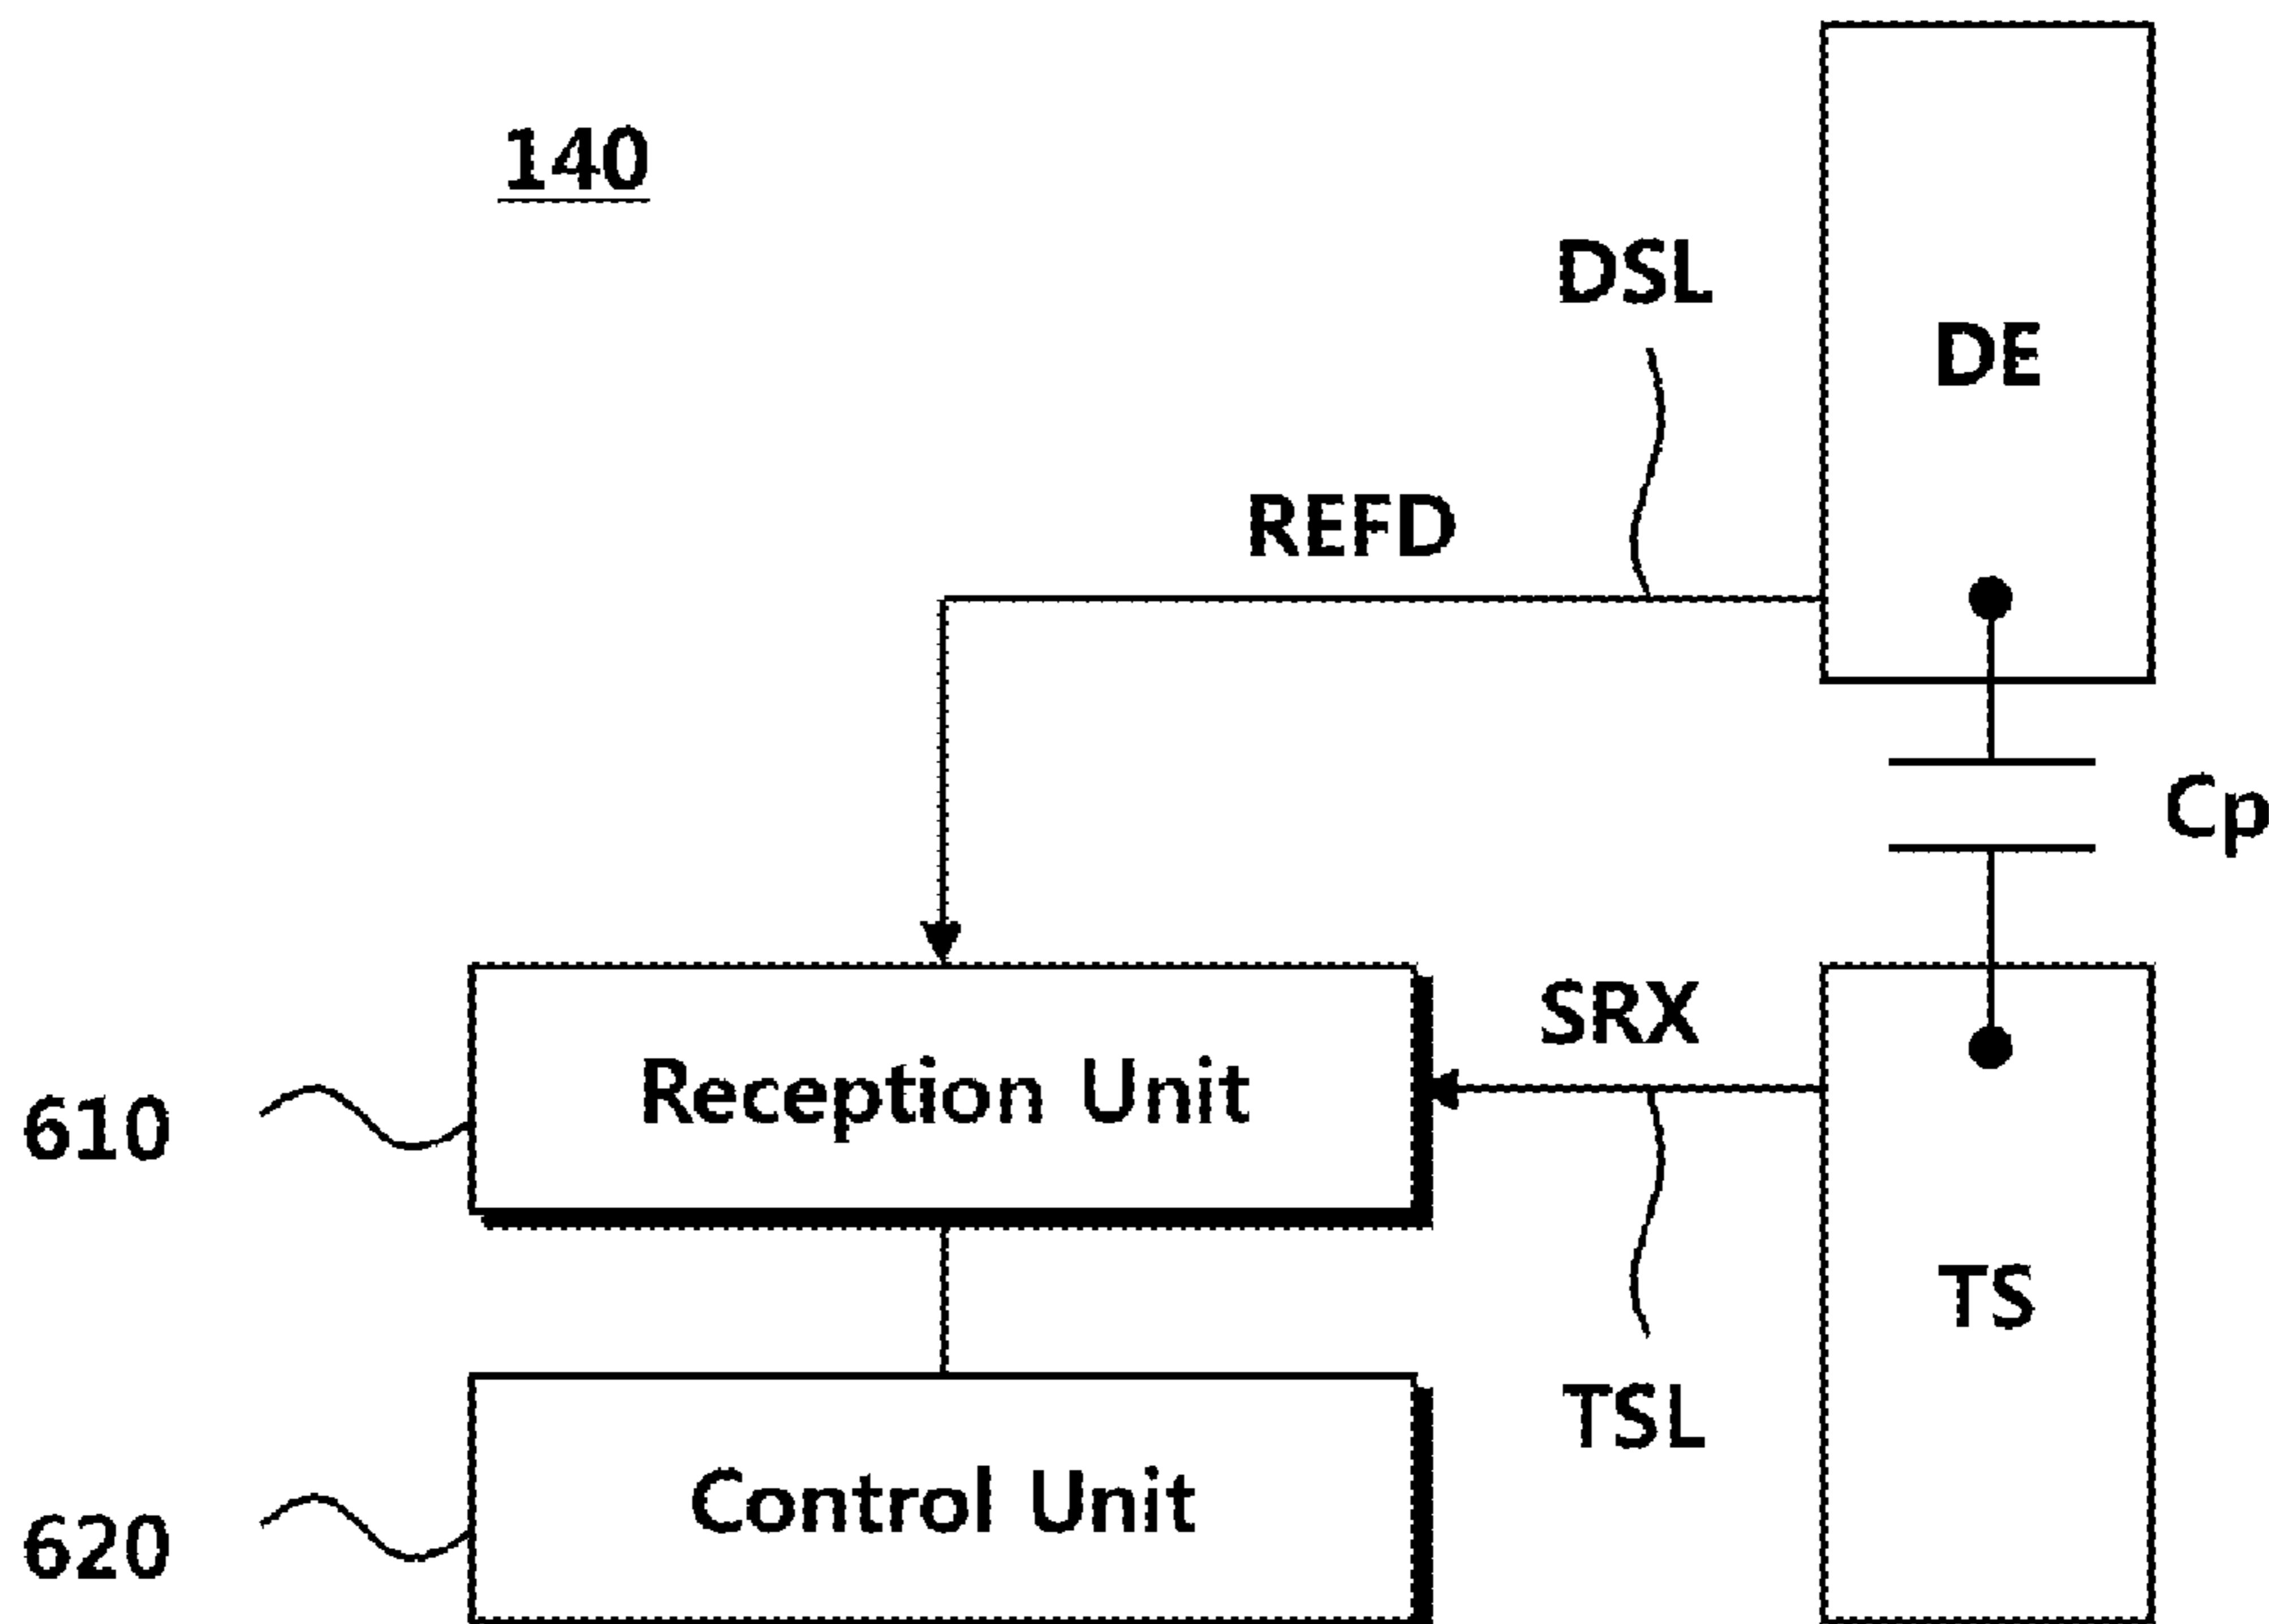 140
DSL
DE
REFD
Cp
SRX
Reception Unit
610
TS
TSL
Control Unit
620